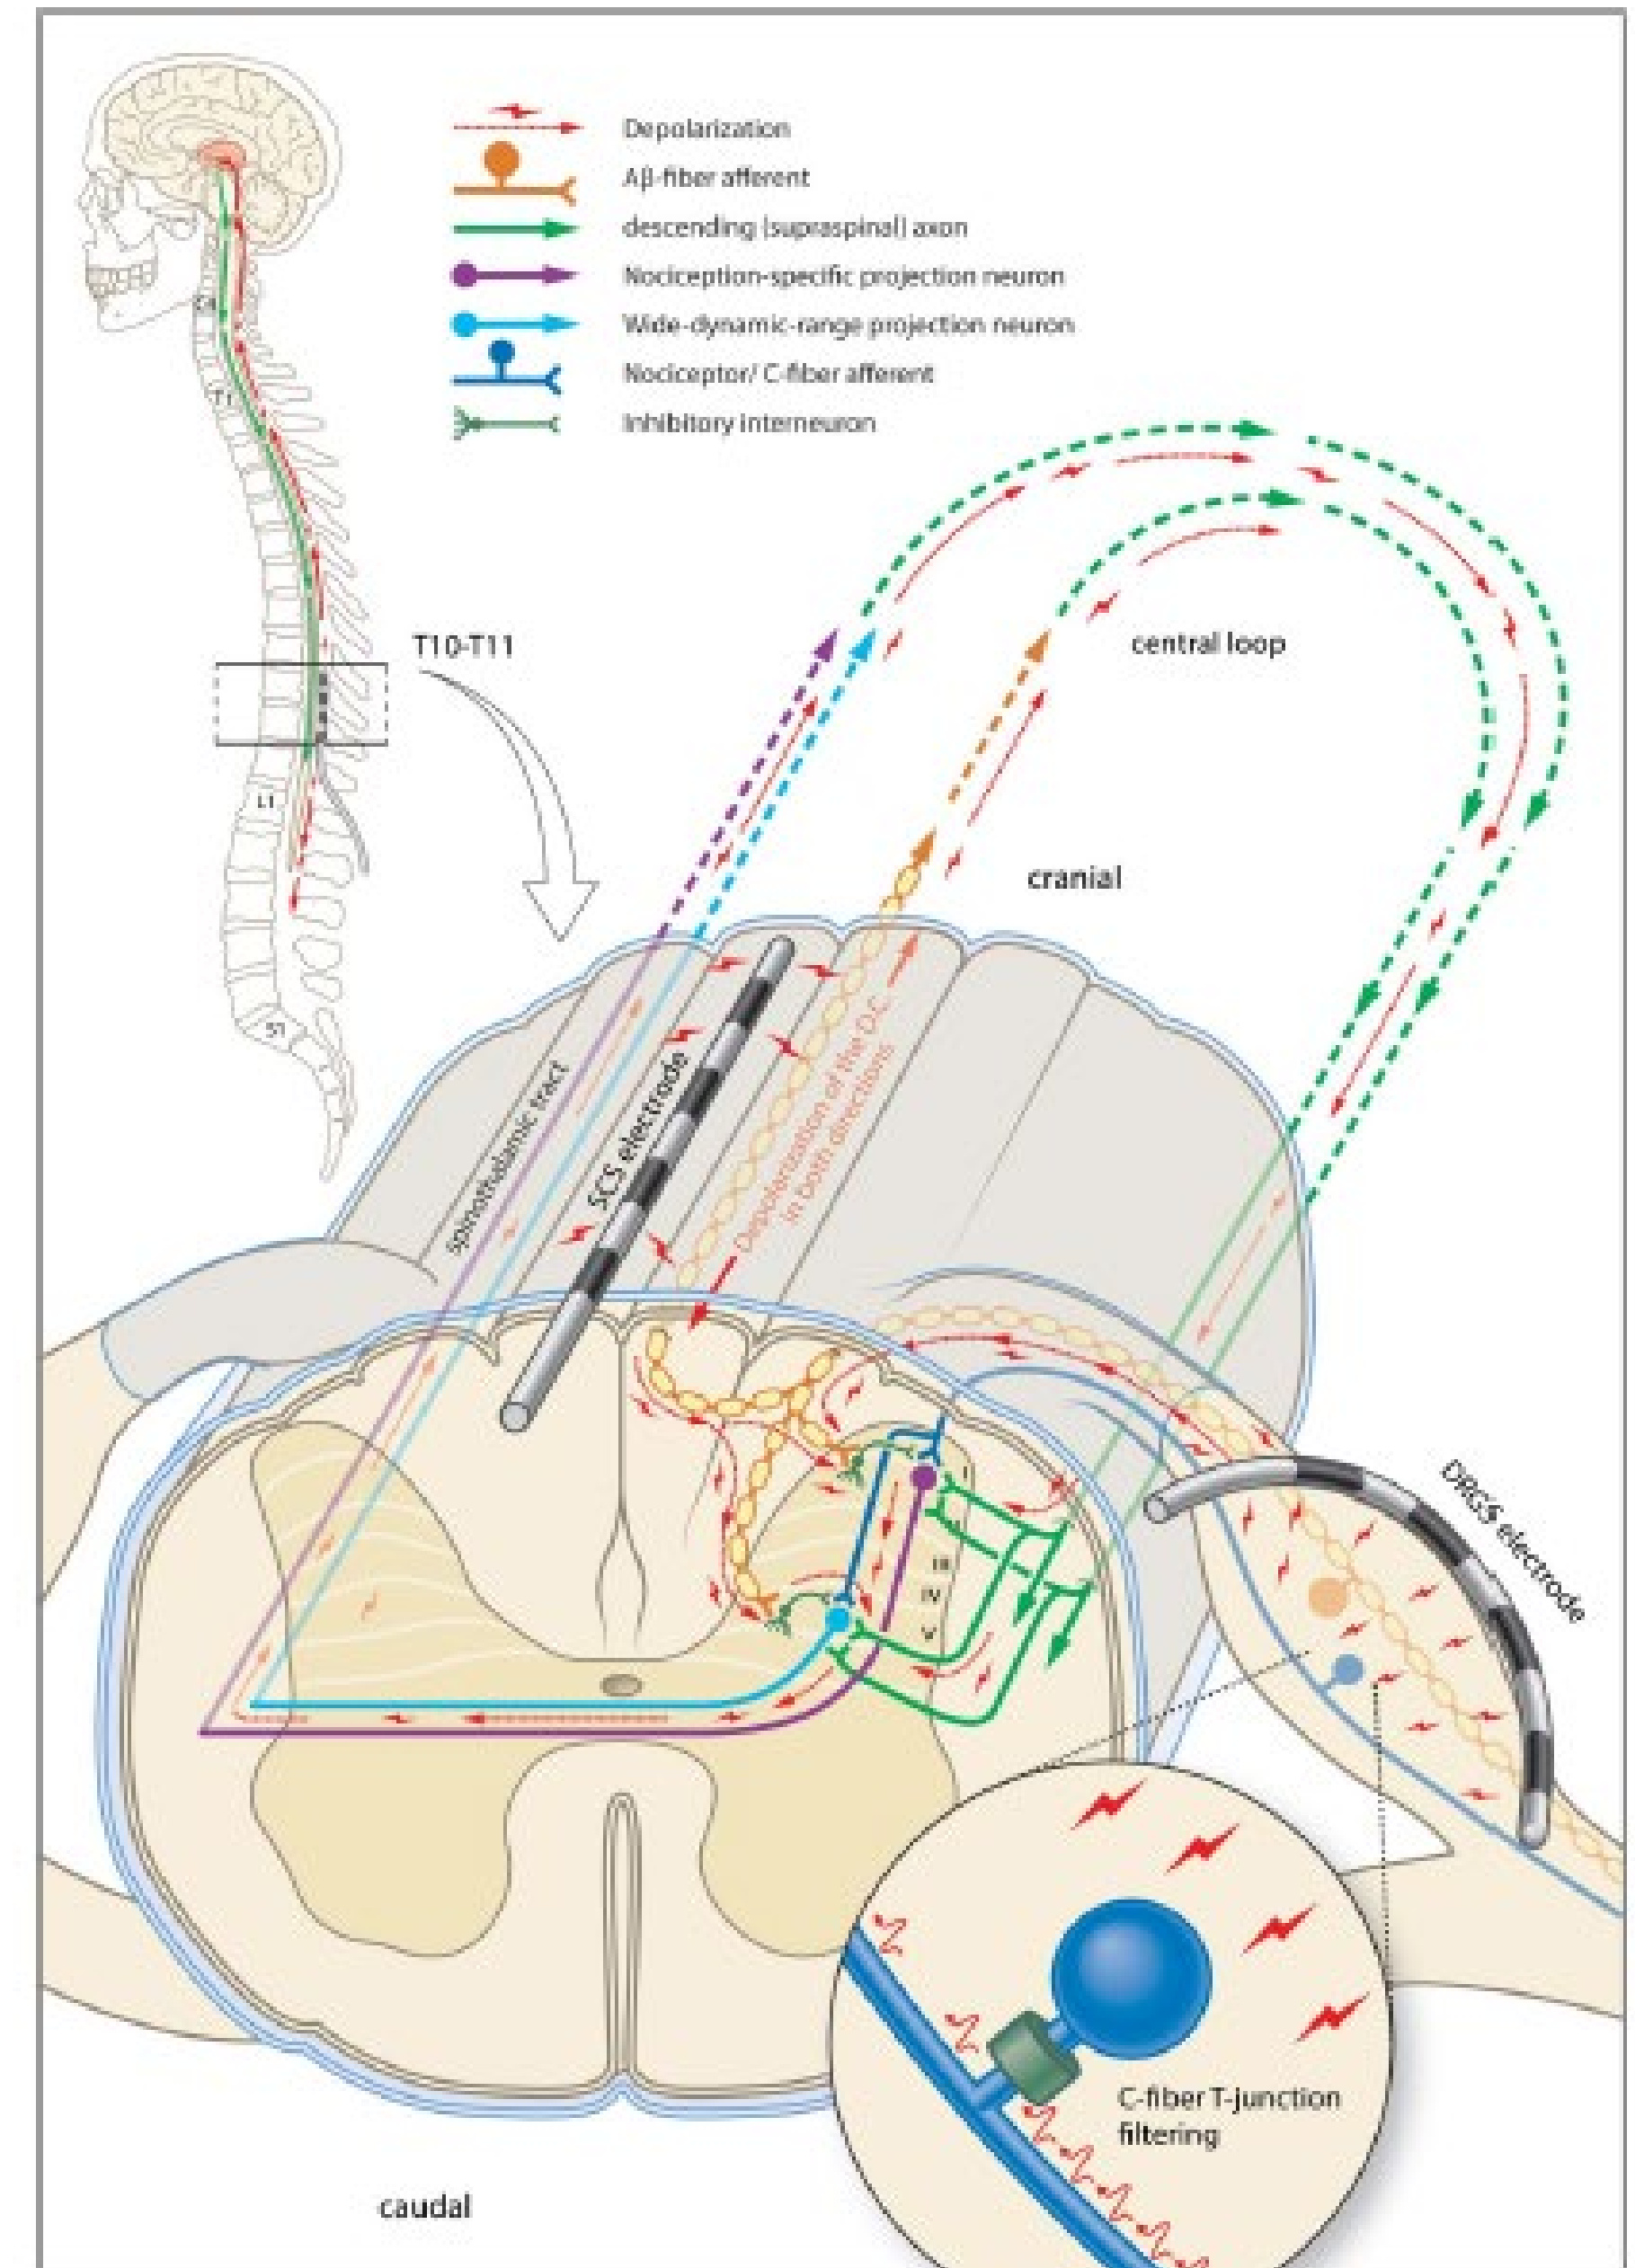 Depolarization
Aβ-fiber afferent
descending (supraspinal) axon
Nociception-specific projection neuron
Wide-dynamic-range projection neuron
Nociceptor/ C-fiber afferent
Inhibitory interneuron
T1
T10-T11
L1
S1
central loop
cranial
spinothalamic tract
SCS electrode
Depolarization of the D.C.
in both directions
DRGS electrode
I
III
IV
V
C-fiber T-junction
filtering
caudal